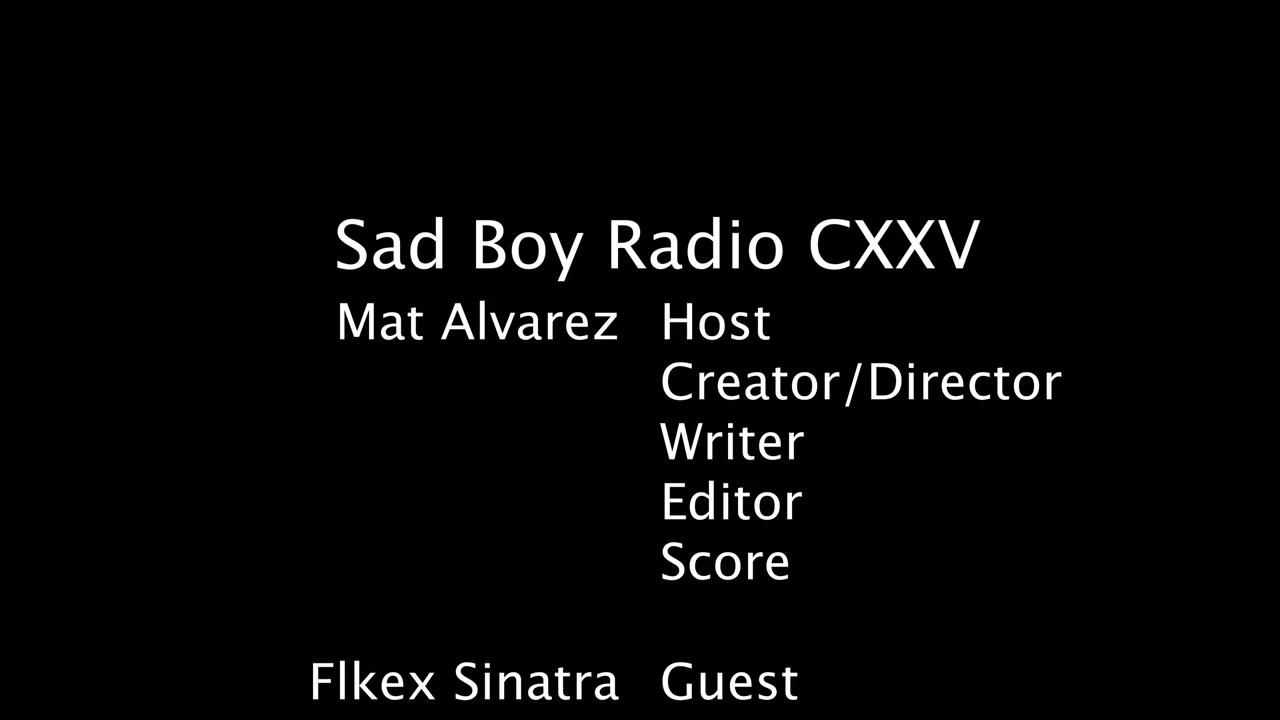 Sad Boy Radio CXXV
Mat Alvarez Host
Creator/Director
Writer
Editor
Score
Flkex Sinatra Guest